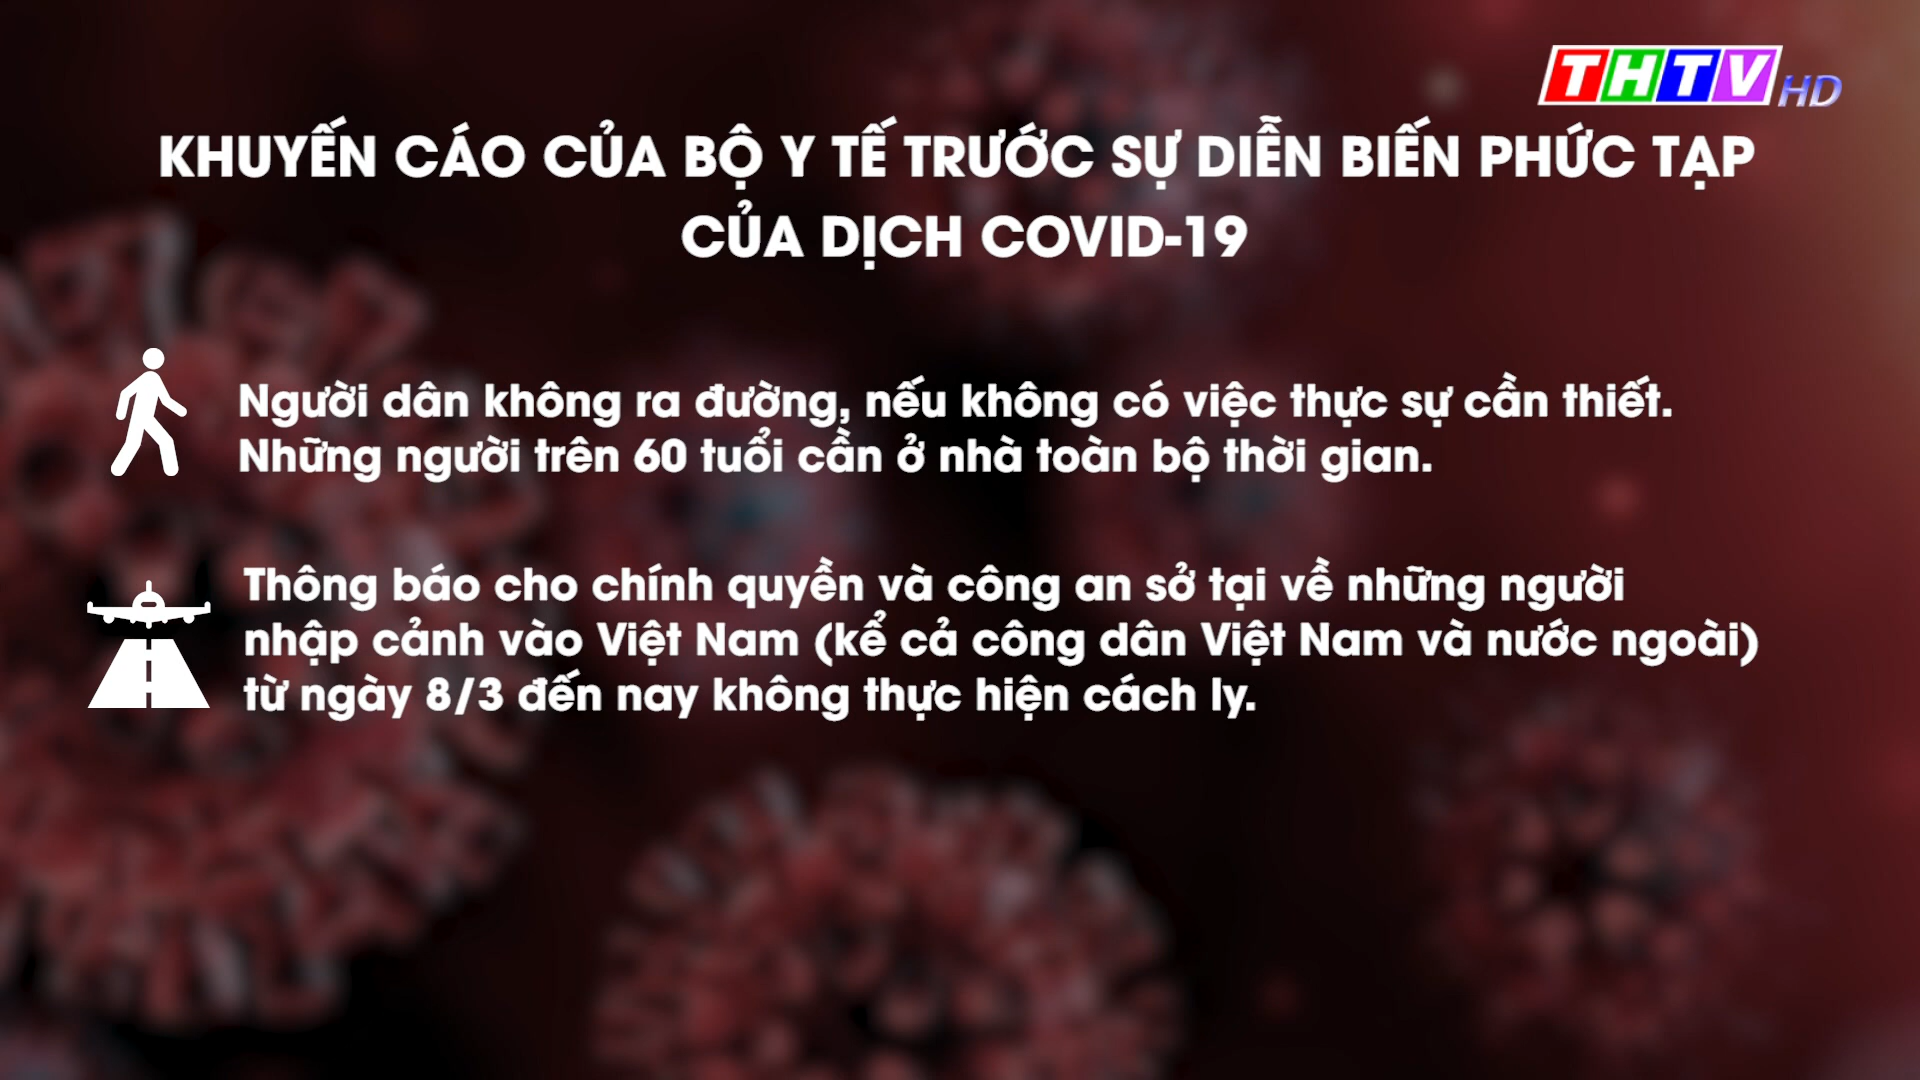 THTV HD
KHUYẾN CÁO CỦA BỘ Y TẾ TRƯỚC SỰ DIỄN BIẾN PHỨC TẠP
CỦA DỊCH COVID-19
Người dân không ra đường, nếu không có việc thực sự cần thiết.
Những người trên 60 tuổi cần ở nhà toàn bộ thời gian.
Thông báo cho chính quyền và công an sở tại về những người
nhập cảnh vào Việt Nam (kể cả công dân Việt Nam và nước ngoài)
từ ngày 8/3 đến nay không thực hiện cách ly.